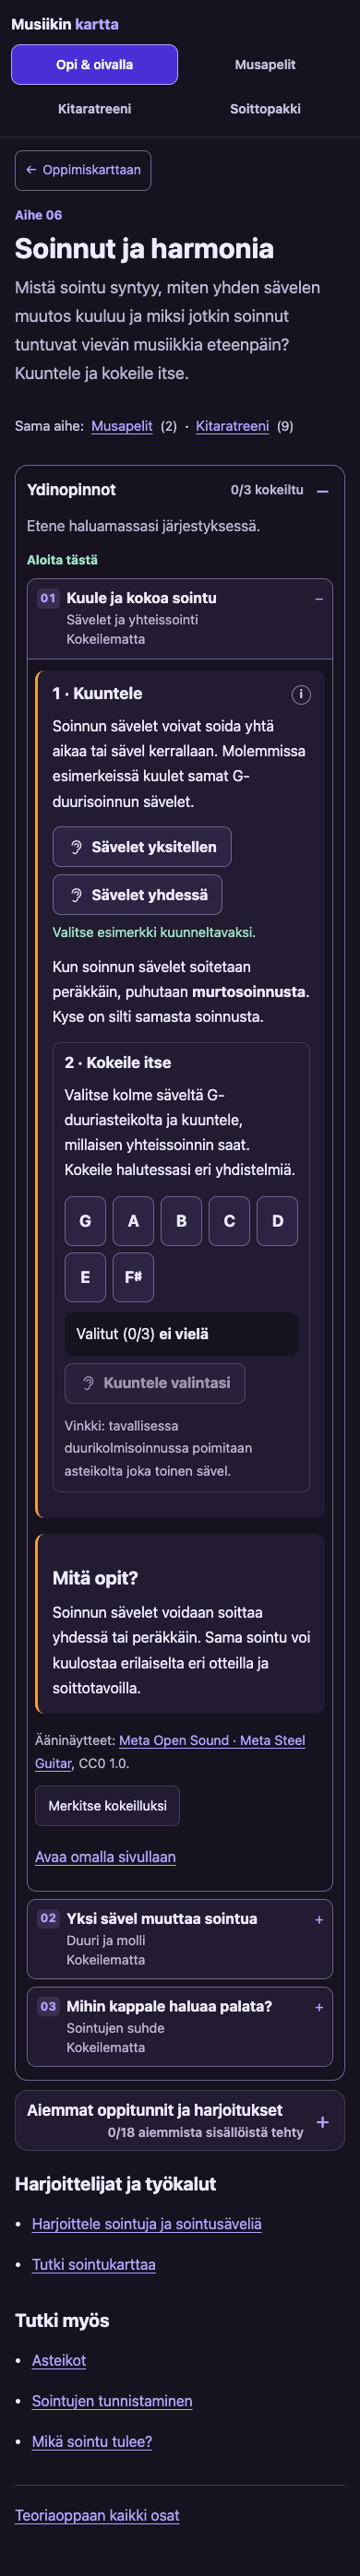 Musiikin kartta
Opi & oivalla
Musapelit
Kitaratreeni
Soittopakki
← Oppimiskarttaan
Aihe 06
Soinnut ja harmonia
Mistä sointu syntyy, miten yhden sävelen
muutos kuuluu ja miksi jotkin soinnut
tuntuvat vievän musiikkia eteenpäin?
Kuuntele ja kokeile itse.
Sama aihe: Musapelit (2) · Kitaratreeni (9)
Ydinopinnot
0/3 kokeiltu −
Etene haluamassasi järjestyksessä.
Aloita tästä
01 Kuule ja kokoa sointu −
Sävelet ja yhteissointi
Kokeilematta
1 · Kuuntele i
Soinnun sävelet voivat soida yhtä
aikaa tai sävel kerrallaan. Molemmissa
esimerkeissä kuulet samat G-
duurisoinnun sävelet.
Sävelet yksitellen
Sävelet yhdessä
Valitse esimerkki kuunneltavaksi.
Kun soinnun sävelet soitetaan
peräkkäin, puhutaan murtosoinnusta.
Kyse on silti samasta soinnusta.
2 · Kokeile itse
Valitse kolme säveltä G-
duuriasteikolta ja kuuntele,
millaisen yhteissoinnin saat.
Kokeile halutessasi eri yhdistelmiä.
G A B C D
E F#
Valitut (0/3) ei vielä
Kuuntele valintasi
Vinkki: tavallisessa
duurikolmisoinnussa poimitaan
asteikolta joka toinen sävel.
Mitä opit?
Soinnun sävelet voidaan soittaa
yhdessä tai peräkkäin. Sama sointu voi
kuulostaa erilaiselta eri otteilla ja
soittotavoilla.
Ääninäytteet: Meta Open Sound · Meta Steel
Guitar, CC0 1.0.
Merkitse kokeilluksi
Avaa omalla sivullaan
02 Yksi sävel muuttaa sointua +
Duuri ja molli
Kokeilematta
03 Mihin kappale haluaa palata? +
Sointujen suhde
Kokeilematta
Aiemmat oppitunnit ja harjoitukset
0/18 aiemmista sisällöistä tehty +
Harjoittelijat ja työkalut
• Harjoittele sointuja ja sointusäveliä
• Tutki sointukarttaa
Tutki myös
• Asteikot
• Sointujen tunnistaminen
• Mikä sointu tulee?
Teoriaoppaan kaikki osat